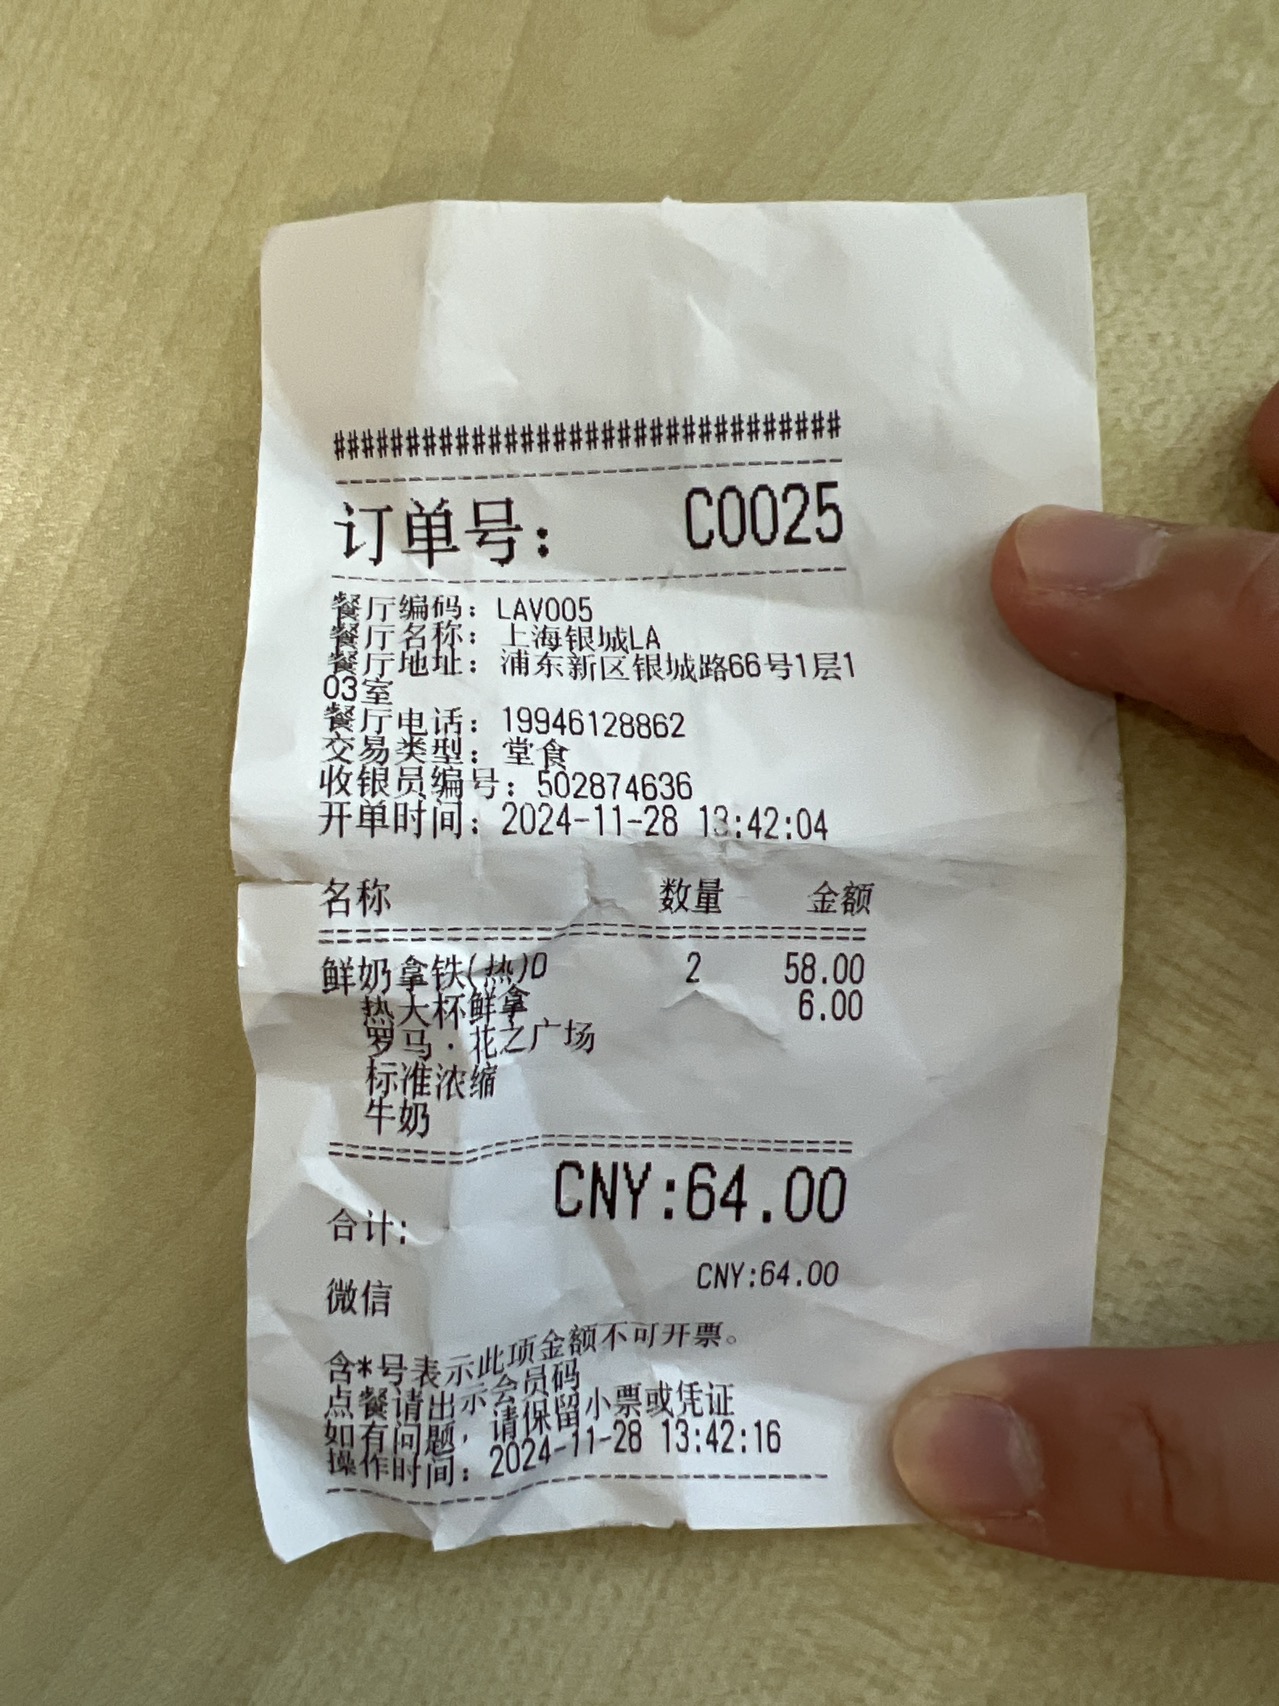 ################################
订单号： C0025
餐厅编码：LAV005
餐厅名称：上海银城LA
餐厅地址：浦东新区银城路66号1层1
03室
餐厅电话：19946128862
交易类型：堂食
收银员编号：502874636
开单时间：2024-11-28 13:42:04
名称 数量 金额
鲜奶拿铁(热)D 2 58.00
热大杯鲜拿 6.00
罗马·花之广场
标准浓缩
牛奶
合计: CNY:64.00
微信 CNY:64.00
含*号表示此项金额不可开票。
点餐请出示会员码
如有问题，请保留小票或凭证
操作时间：2024-11-28 13:42:16